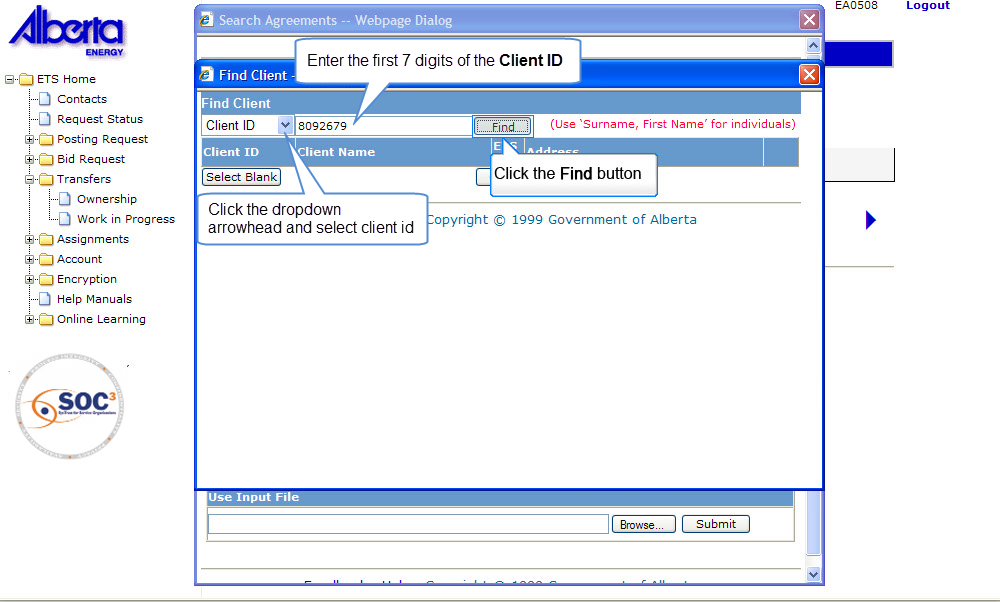 Alberta
ENERGY
EA0508 Logout
ETS Home
Contacts
Request Status
Posting Request
Bid Request
Transfers
Ownership
Work in Progress
Assignments
Account
Encryption
Help Manuals
Online Learning
SOC3
SysTrust for Service Organizations
Search Agreements -- Webpage Dialog
Find Client -
Enter the first 7 digits of the Client ID
Find Client
Client ID 8092679 Find (Use 'Surname, First Name' for individuals)
Client ID Client Name Address
Select Blank
Click the Find button
Click the dropdown
arrowhead and select client id
Copyright © 1999 Government of Alberta
Use Input File
Browse... Submit